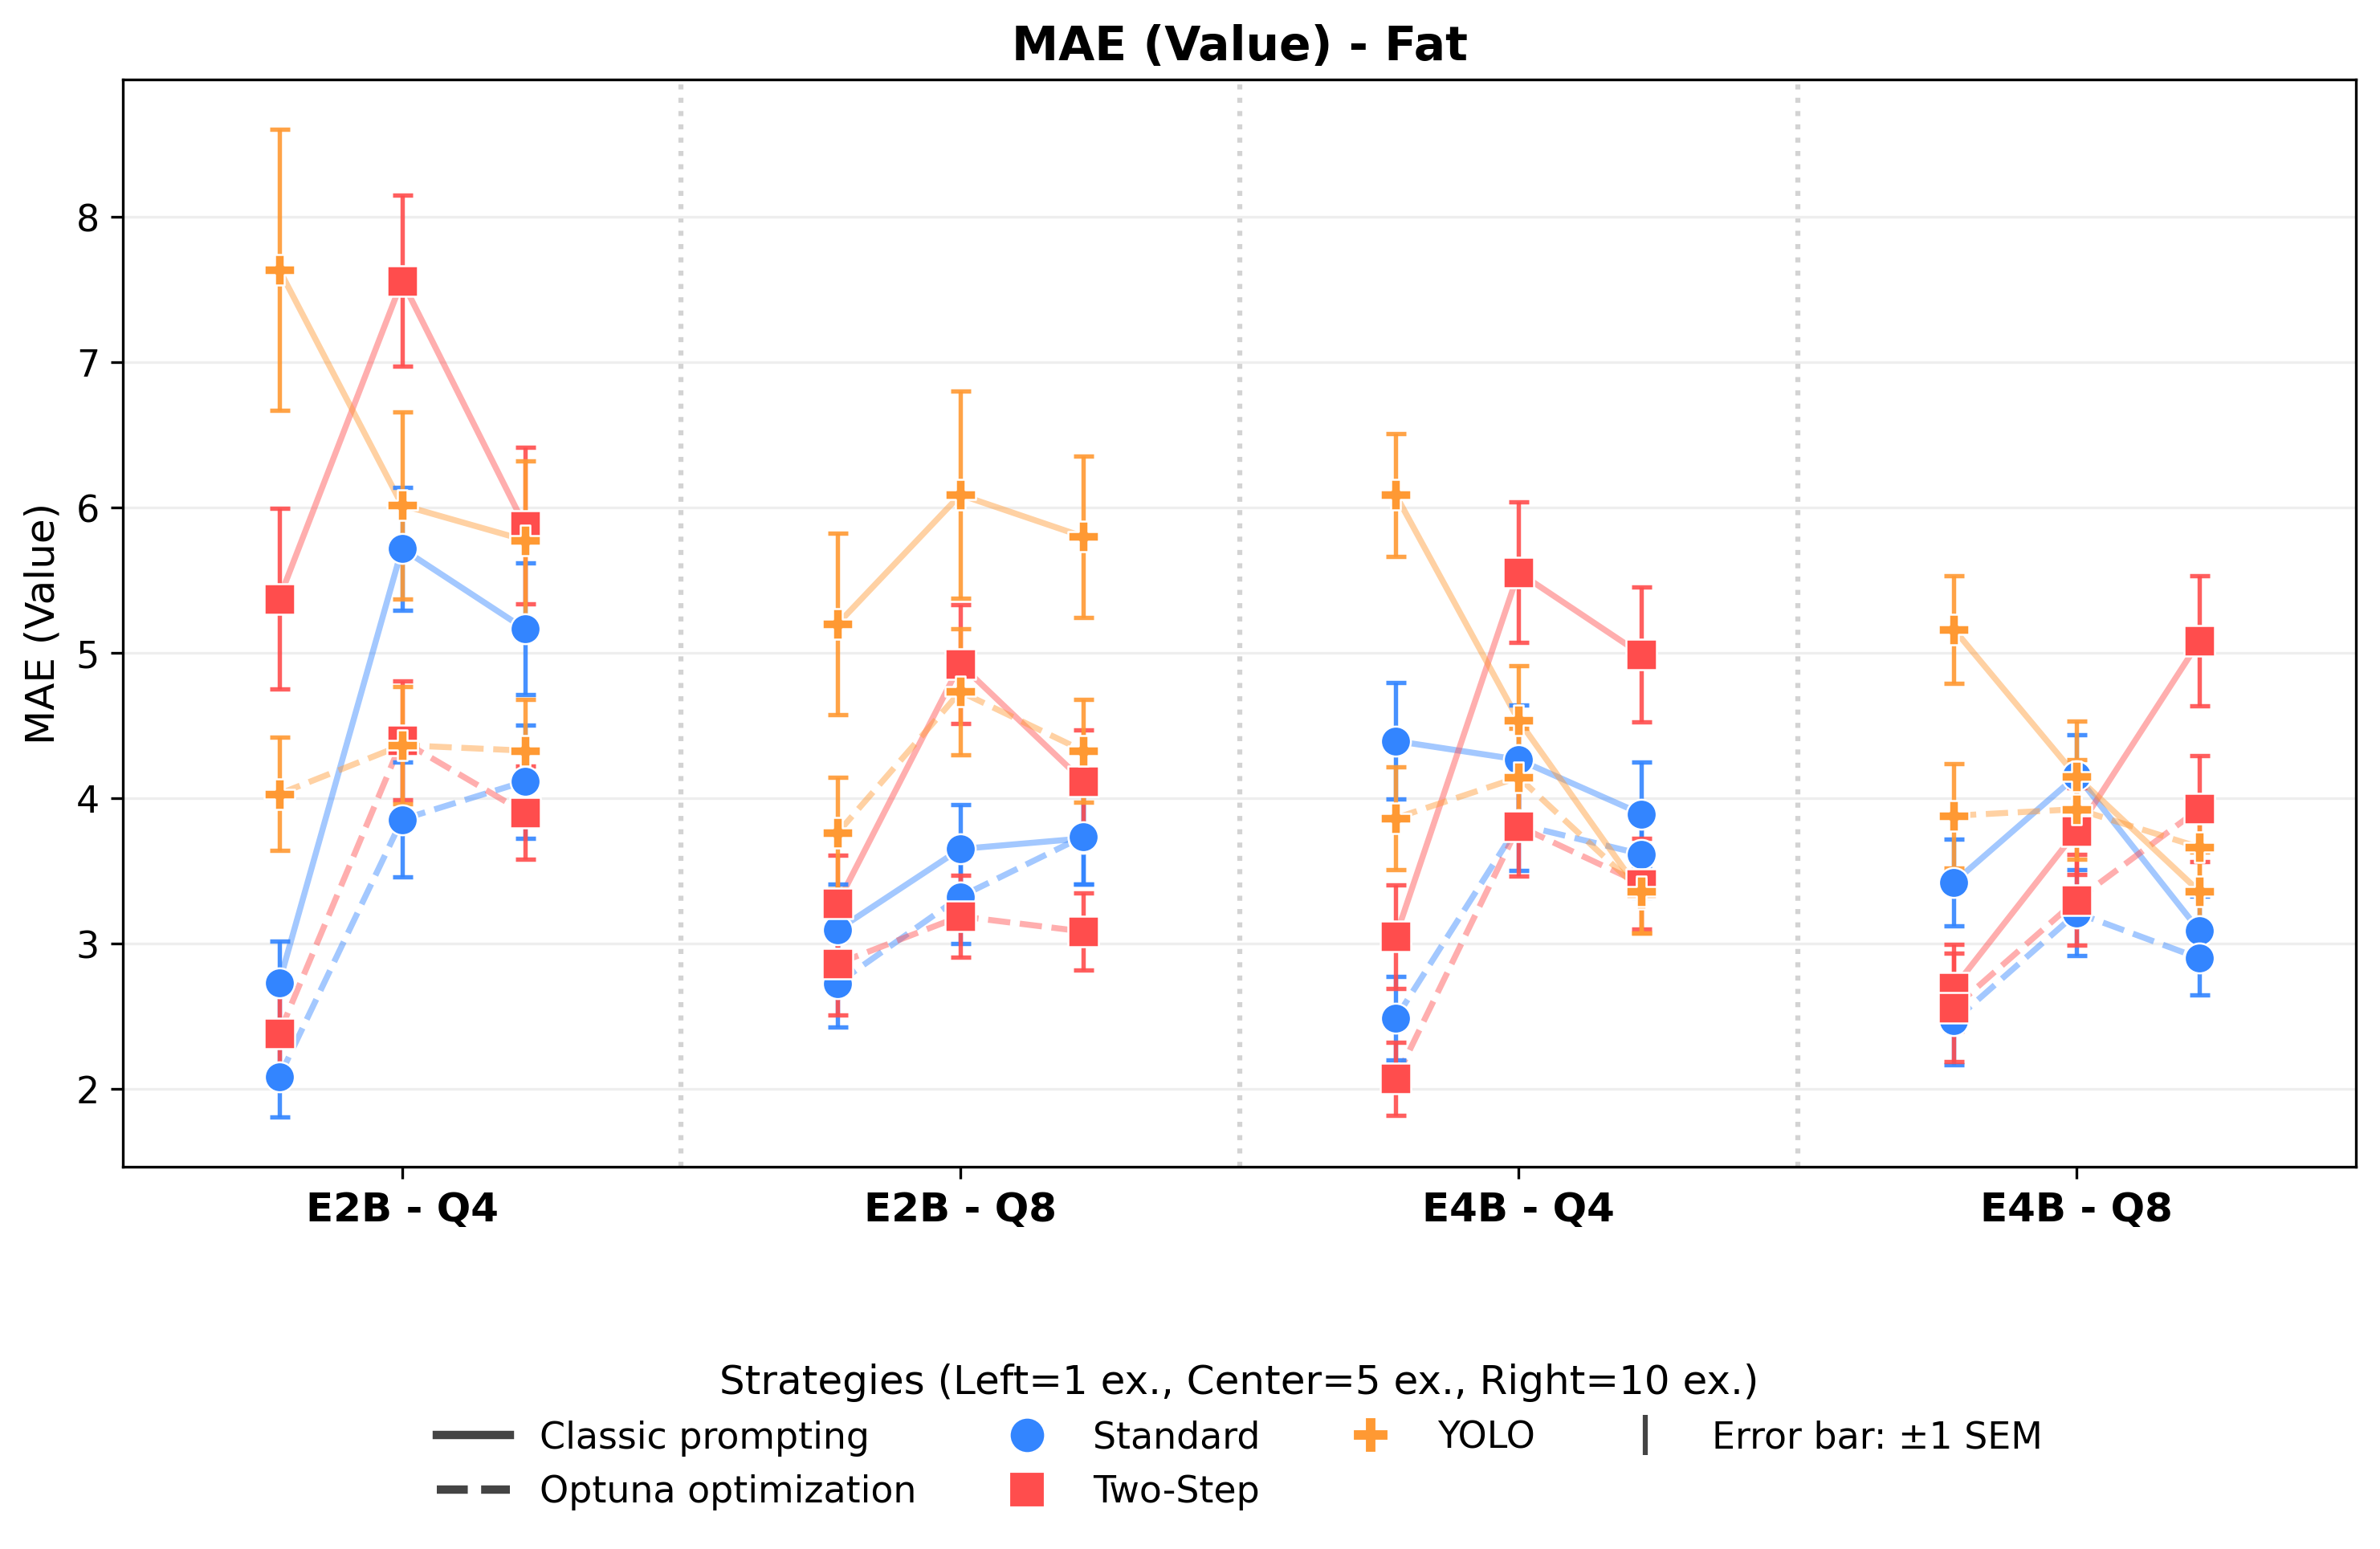 MAE (Value) - Fat
MAE (Value)
8
7
6
5
4
3
2
E2B - Q4
E2B - Q8
E4B - Q4
E4B - Q8
Strategies (Left=1 ex., Center=5 ex., Right=10 ex.)
Classic prompting
Standard
YOLO
Error bar: ±1 SEM
Optuna optimization
Two-Step